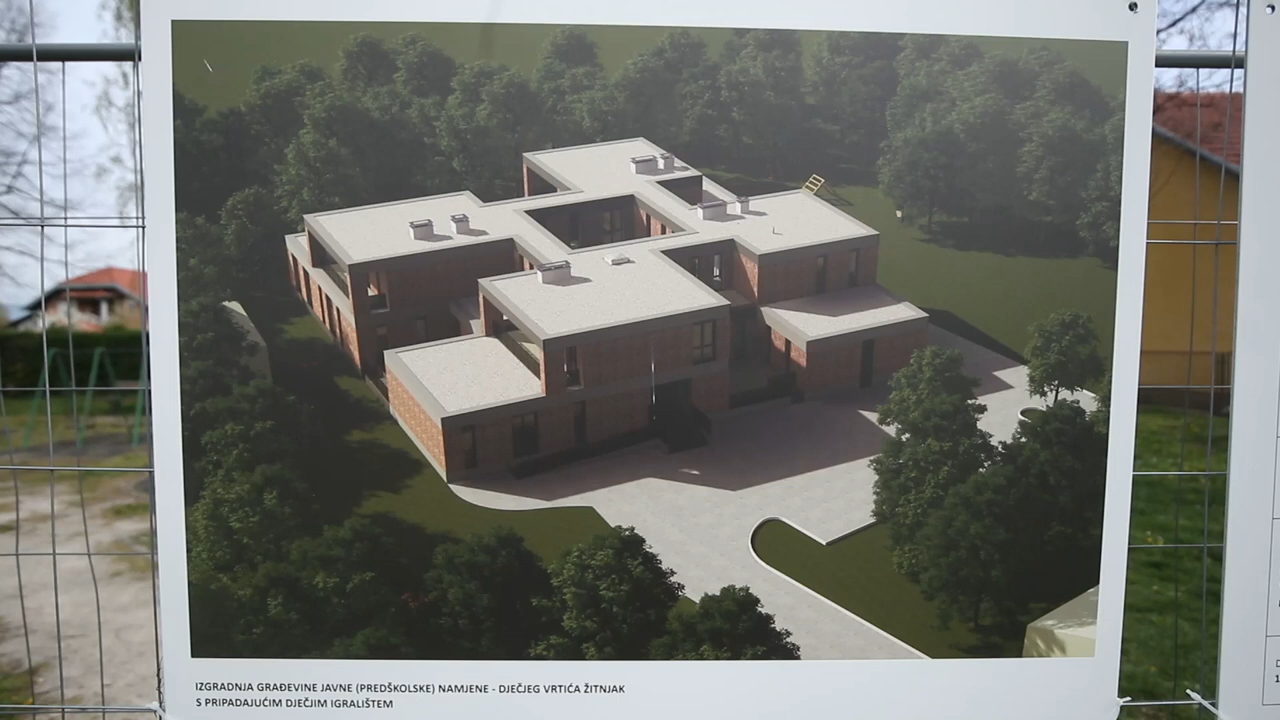 IZGRADNJA GRAĐEVINE JAVNE (PREDŠKOLSKE) NAMJENE - DJEČJEG VRTIĆA ŽITNJAK
S PRIPADAJUĆIM DJEČJIM IGRALIŠTEM